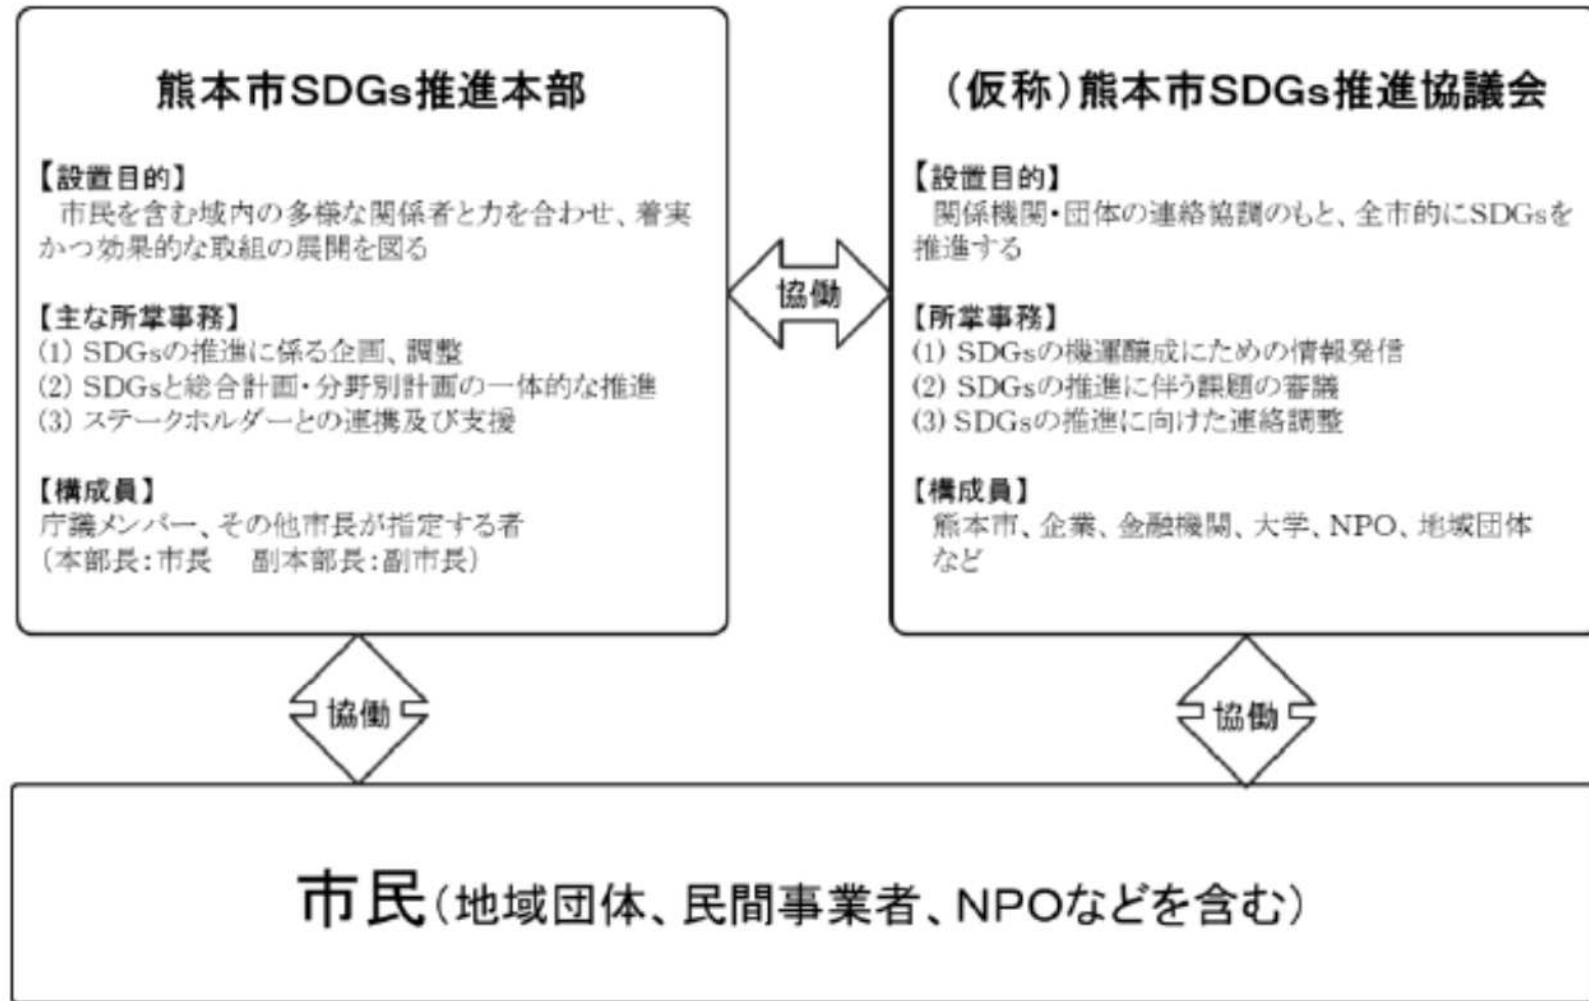 熊本市SDGs推進本部
【設置目的】
市民を含む域内の多様な関係者と力を合わせ、着実
かつ効果的な取組の展開を図る
【主な所掌事務】
(1) SDGsの推進に係る企画、調整
(2) SDGsと総合計画・分野別計画の一体的な推進
(3) ステークホルダーとの連携及び支援
【構成員】
庁議メンバー、その他市長が指定する者
(本部長:市長　副本部長:副市長)
協働
(仮称)熊本市SDGs推進協議会
【設置目的】
関係機関・団体の連絡協調のもと、全市的にSDGsを
推進する
【所掌事務】
(1) SDGsの機運醸成にための情報発信
(2) SDGsの推進に伴う課題の審議
(3) SDGsの推進に向けた連絡調整
【構成員】
熊本市、企業、金融機関、大学、NPO、地域団体
など
協働
協働
市民(地域団体、民間事業者、NPOなどを含む)